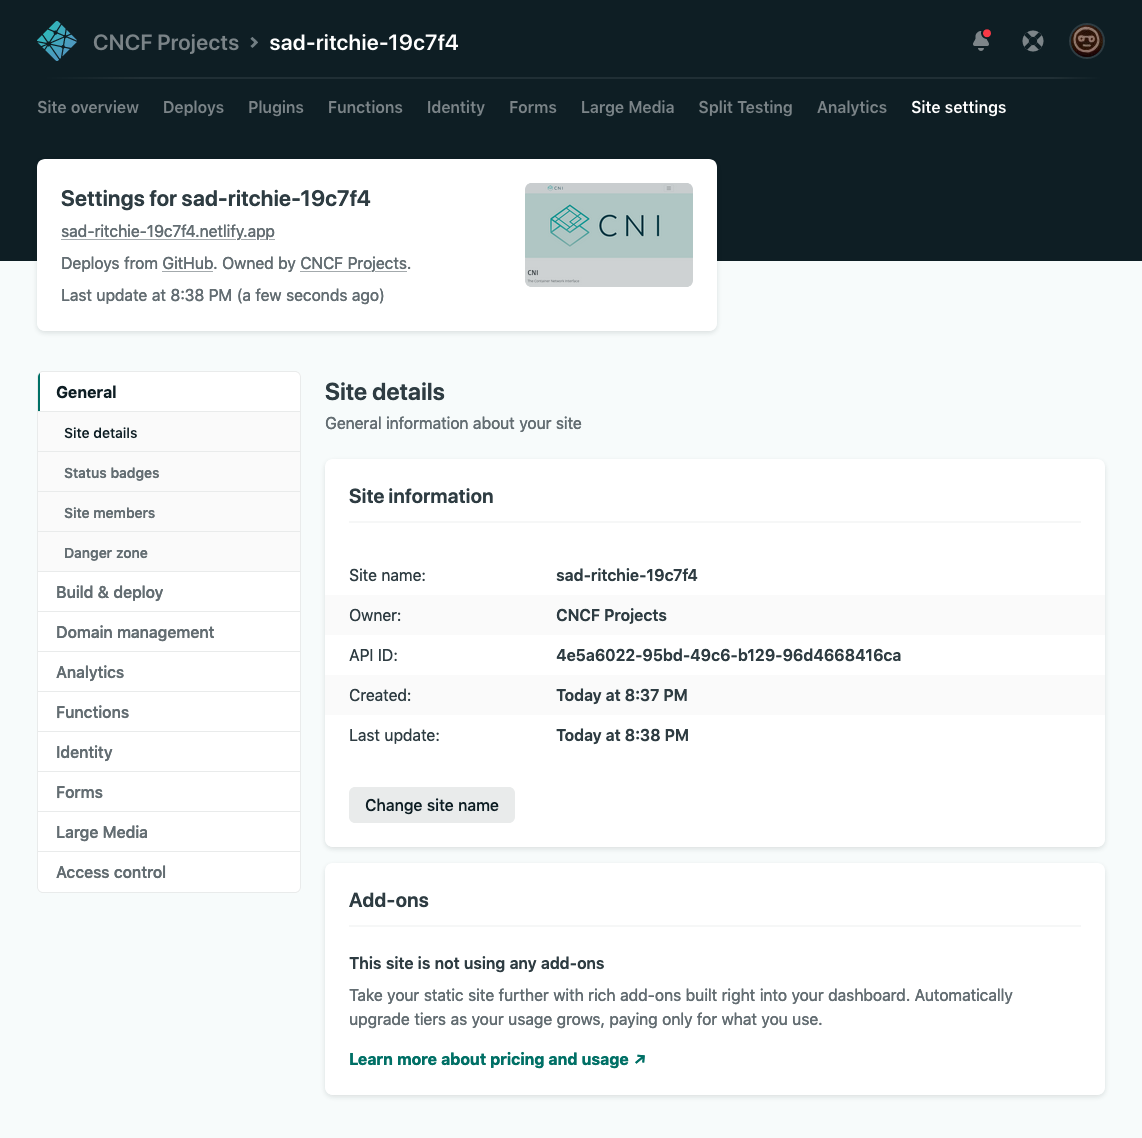 CNCF Projects > sad-ritchie-19c7f4
Site overview Deploys Plugins Functions Identity Forms Large Media Split Testing Analytics Site settings
Settings for sad-ritchie-19c7f4
sad-ritchie-19c7f4.netlify.app
Deploys from GitHub. Owned by CNCF Projects.
Last update at 8:38 PM (a few seconds ago)
CNI
CNI
CNI
The Container Network Interface
General
Site details
Status badges
Site members
Danger zone
Build & deploy
Domain management
Analytics
Functions
Identity
Forms
Large Media
Access control
Site details
General information about your site
Site information
Site name: sad-ritchie-19c7f4
Owner: CNCF Projects
API ID: 4e5a6022-95bd-49c6-b129-96d4668416ca
Created: Today at 8:37 PM
Last update: Today at 8:38 PM
Change site name
Add-ons
This site is not using any add-ons
Take your static site further with rich add-ons built right into your dashboard. Automatically
upgrade tiers as your usage grows, paying only for what you use.
Learn more about pricing and usage ↗